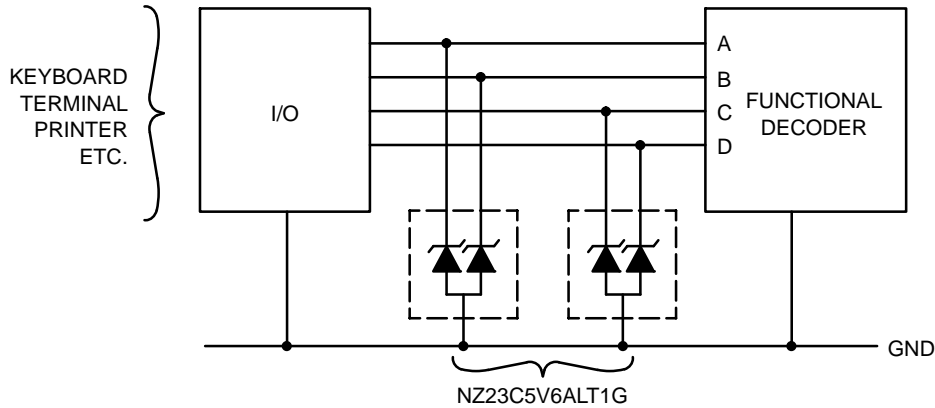 KEYBOARD
TERMINAL
PRINTER
ETC.
I/O
A
B
C
D
FUNCTIONAL
DECODER
GND
NZ23C5V6ALT1G